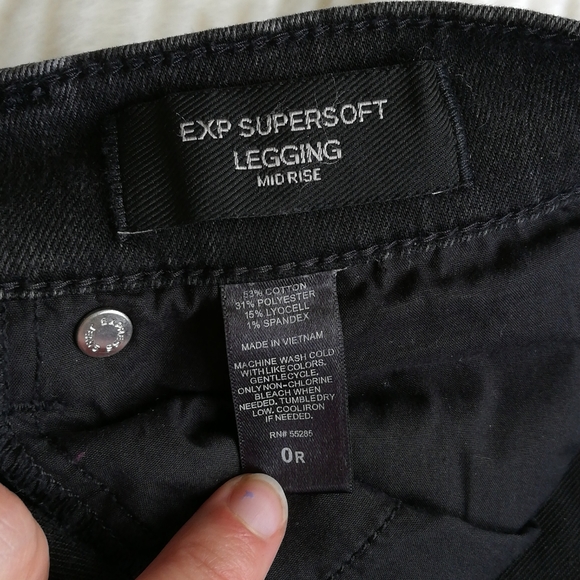 EXP SUPERSOFT
LEGGING
MID RISE
53% COTTON
31% POLYESTER
15% LYOCELL
1% SPANDEX
MADE IN VIETNAM
MACHINE WASH COLD
WITH LIKE COLORS.
GENTLE CYCLE.
ONLY NON-CHLORINE
BLEACH WHEN
NEEDED. TUMBLE DRY
LOW. COOL IRON
IF NEEDED.
RN# 55285
0R